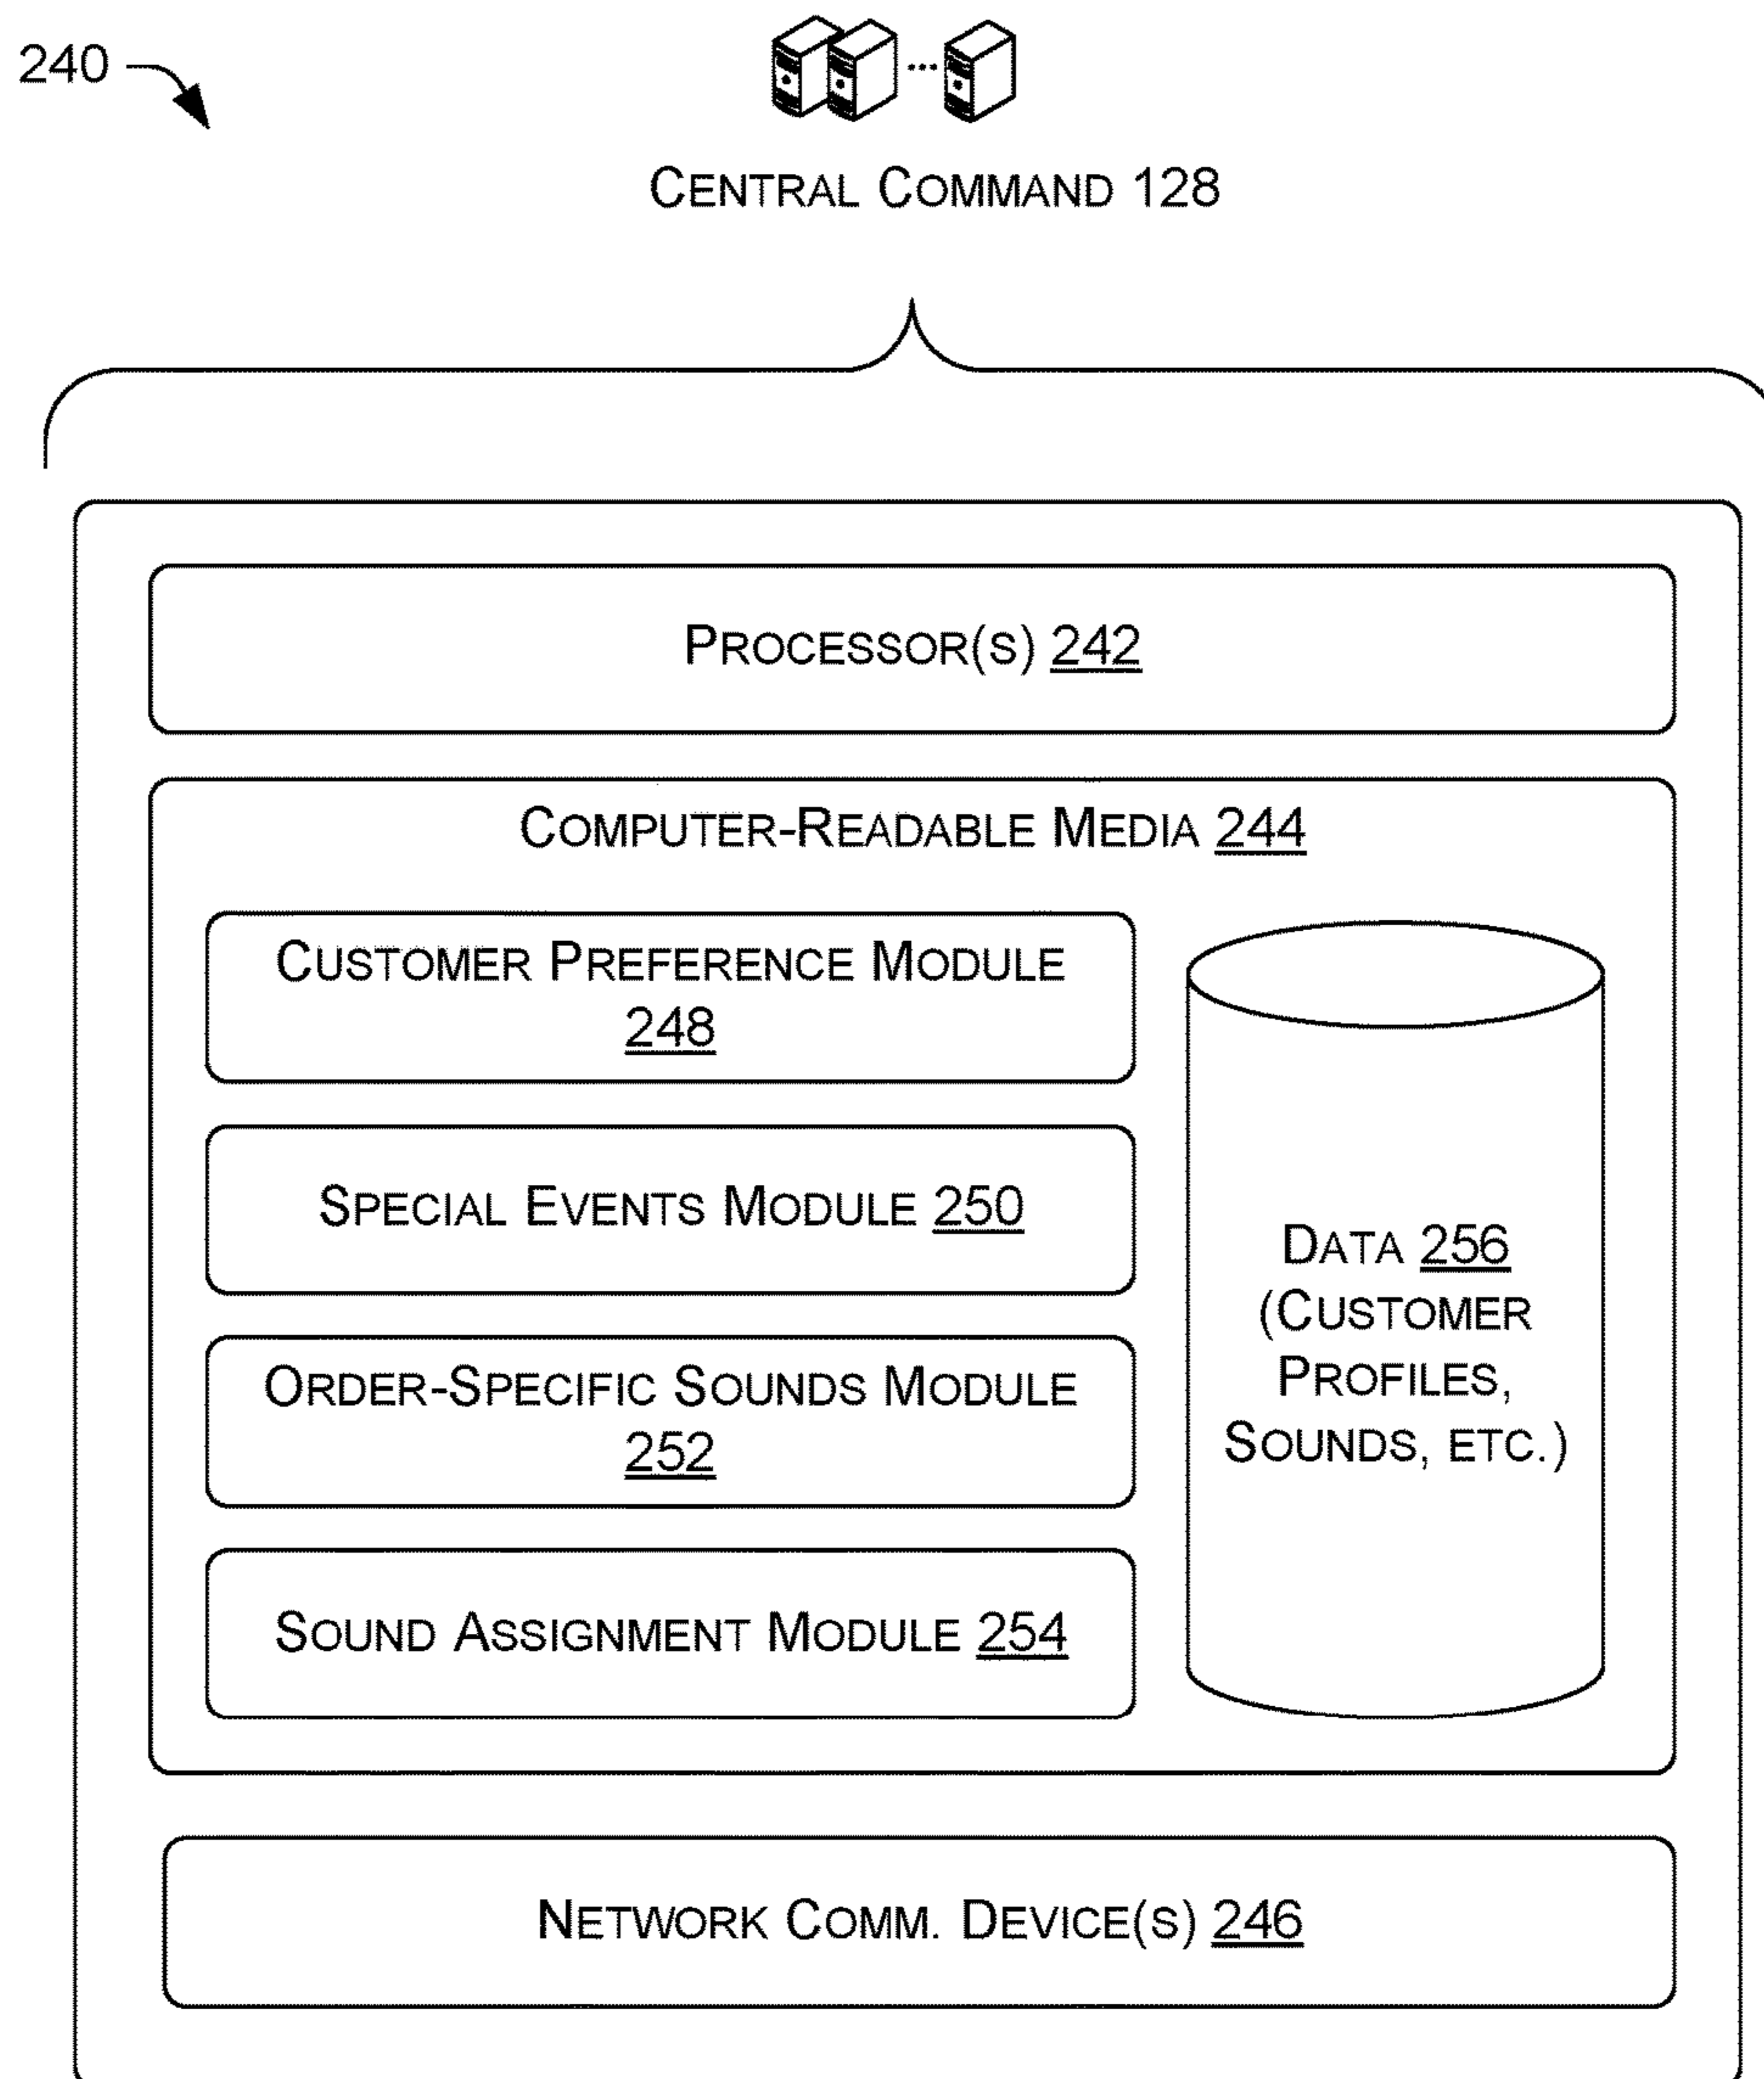 240
CENTRAL COMMAND 128
PROCESSOR(S) 242
COMPUTER-READABLE MEDIA 244
CUSTOMER PREFERENCE MODULE
248
SPECIAL EVENTS MODULE 250
ORDER-SPECIFIC SOUNDS MODULE
252
SOUND ASSIGNMENT MODULE 254
DATA 256
(CUSTOMER
PROFILES,
SOUNDS, ETC.)
NETWORK COMM. DEVICE(S) 246